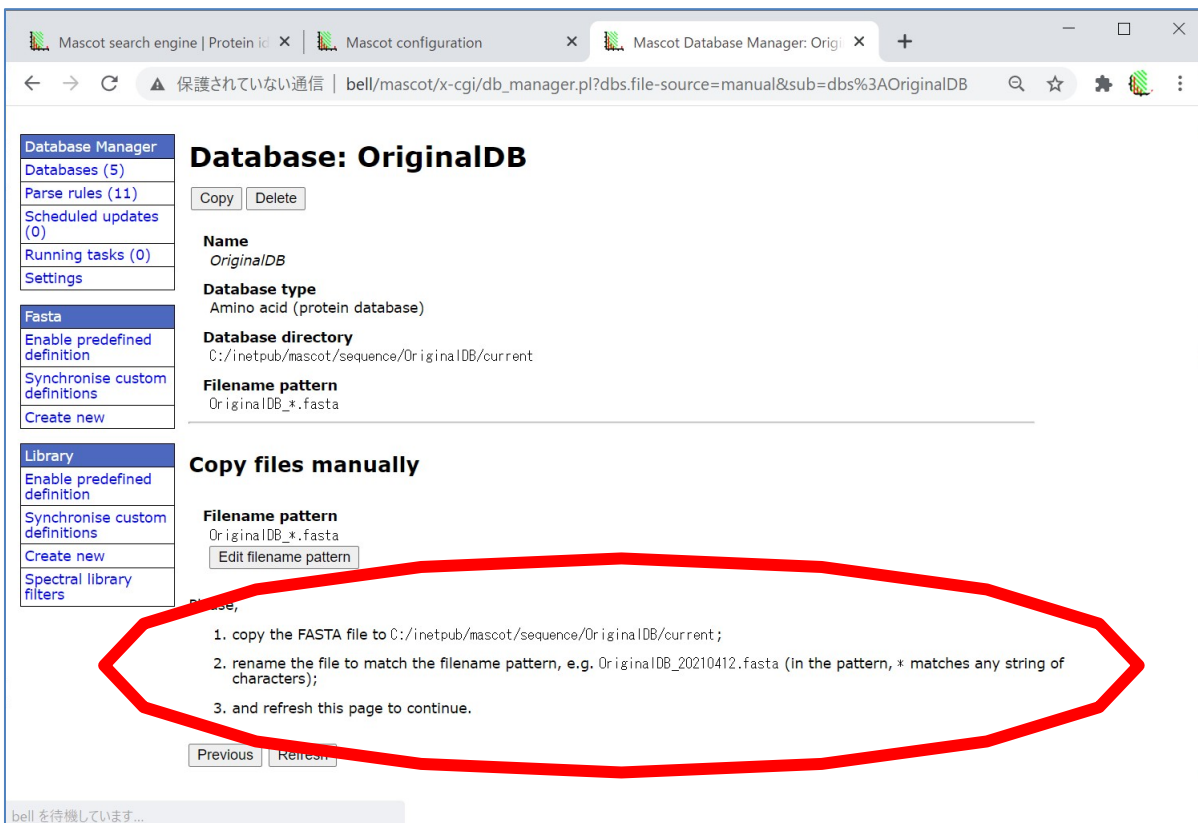 Mascot search engine | Protein id
Mascot configuration
Mascot Database Manager: Origi
保護されていない通信 | bell/mascot/x-cgi/db_manager.pl?dbs.file-source=manual&sub=dbs%3AOriginalDB
Database Manager
Databases (5)
Parse rules (11)
Scheduled updates
(0)
Running tasks (0)
Settings
Fasta
Enable predefined
definition
Synchronise custom
definitions
Create new
Library
Enable predefined
definition
Synchronise custom
definitions
Create new
Spectral library
filters
Database: OriginalDB
Copy Delete
Name
OriginalDB
Database type
Amino acid (protein database)
Database directory
C:/inetpub/mascot/sequence/OriginalDB/current
Filename pattern
OriginalDB_*.fasta
Copy files manually
Filename pattern
OriginalDB_*.fasta
Edit filename pattern
Please,
1. copy the FASTA file to C:/inetpub/mascot/sequence/OriginalDB/current;
2. rename the file to match the filename pattern, e.g. OriginalDB_20210412.fasta (in the pattern, * matches any string of
characters);
3. and refresh this page to continue.
Previous Refresh
bell を待機しています...